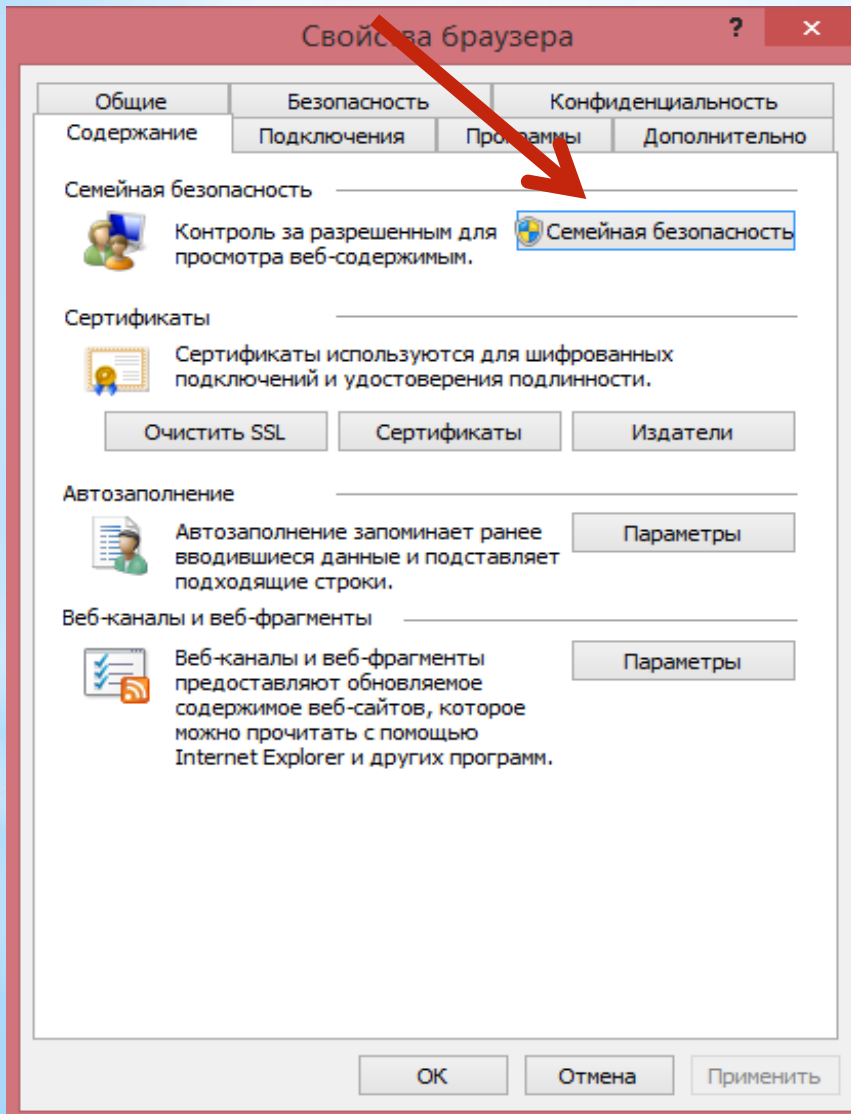 Свойства браузера ? ×
Общие Безопасность Конфиденциальность
Содержание Подключения Программы Дополнительно
Семейная безопасность
Контроль за разрешенным для
просмотра веб-содержимым.
Семейная безопасность
Сертификаты
Сертификаты используются для шифрованных
подключений и удостоверения подлинности.
Очистить SSL Сертификаты Издатели
Автозаполнение
Автозаполнение запоминает ранее
вводившиеся данные и подставляет
подходящие строки.
Параметры
Веб-каналы и веб-фрагменты
Веб-каналы и веб-фрагменты
предоставляют обновляемое
содержимое веб-сайтов, которое
можно прочитать с помощью
Internet Explorer и других программ.
Параметры
ОК Отмена Применить